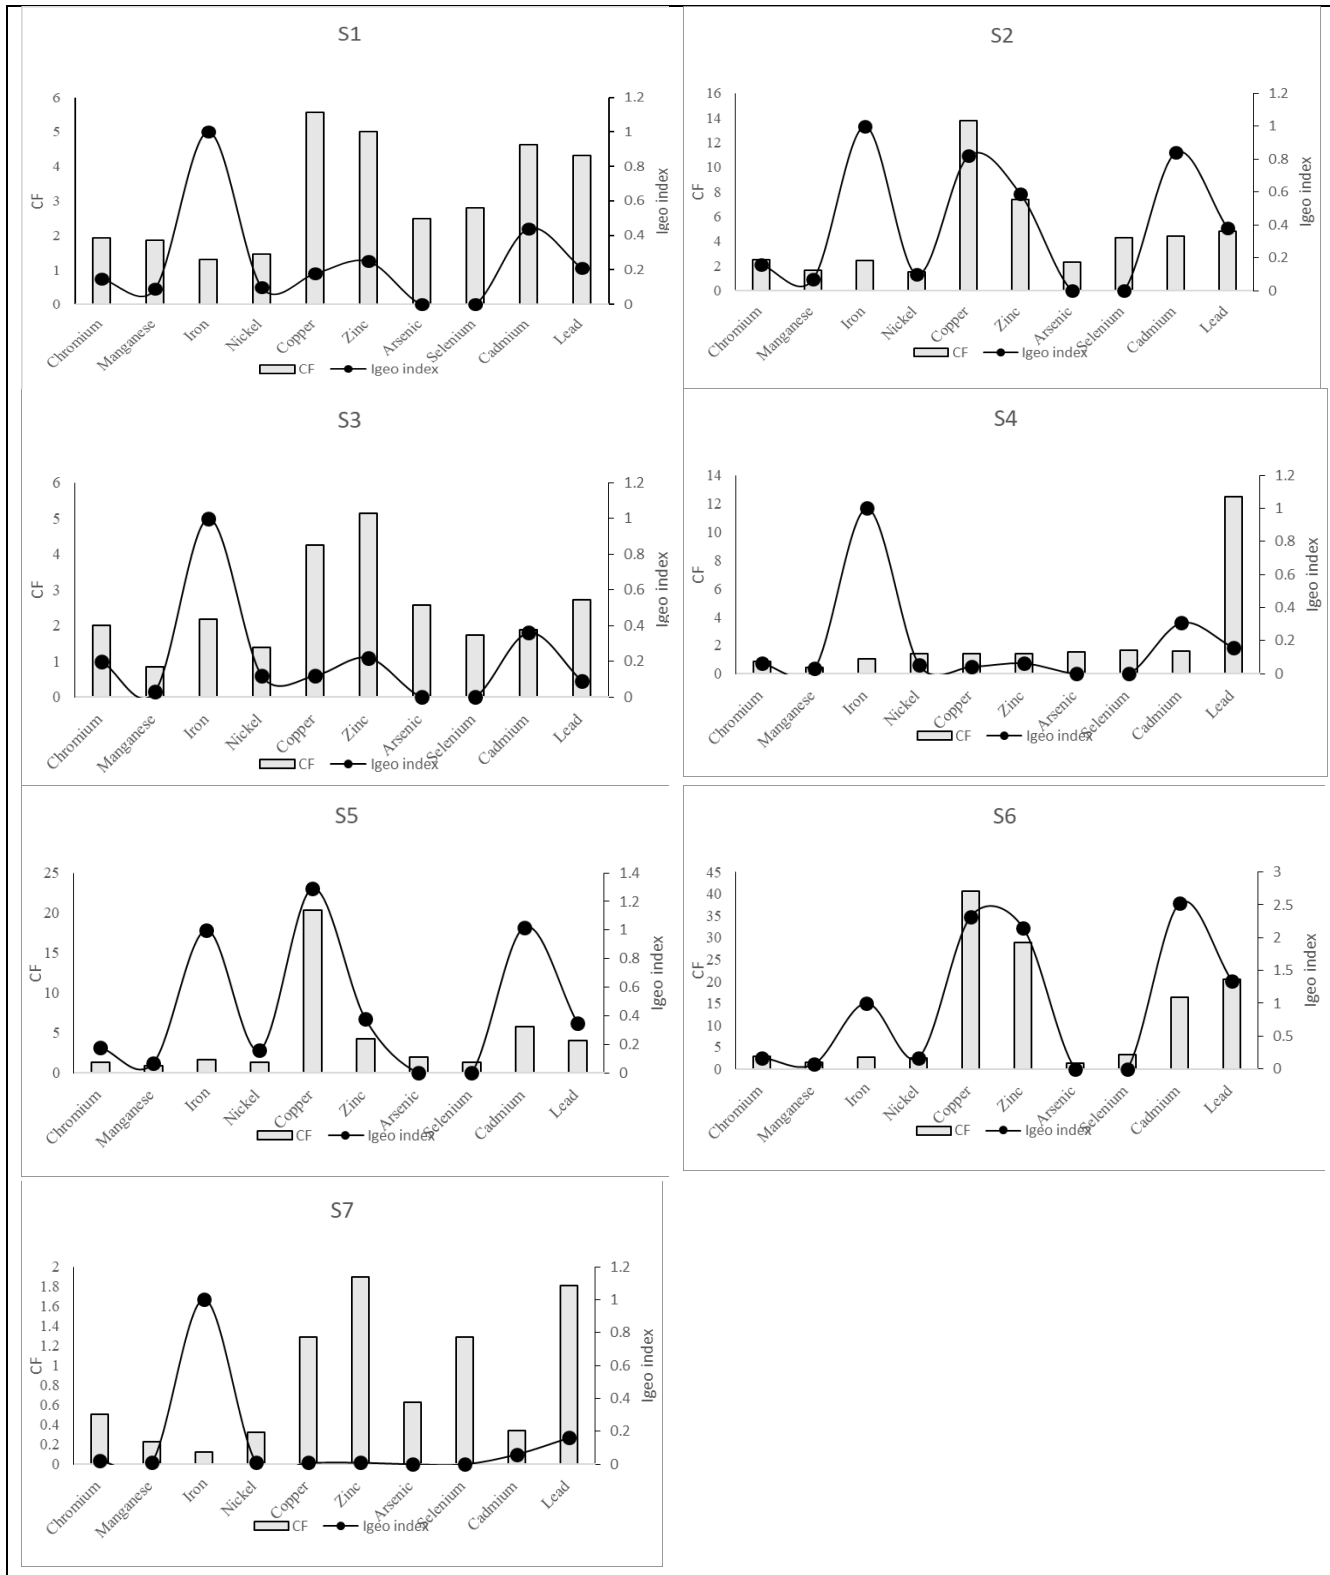 S1
6
5
4
3
2
1
0
CF
1.2
1
0.8
0.6
0.4
0.2
0
Igeo index
Chromium
Manganese
Iron
Nickel
Copper
Zinc
Arsenic
Selenium
Cadmium
Lead
CF
Igeo index
S2
16
14
12
10
8
6
4
2
0
CF
1.2
1
0.8
0.6
0.4
0.2
0
Igeo index
Chromium
Manganese
Iron
Nickel
Copper
Zinc
Arsenic
Selenium
Cadmium
Lead
CF
Igeo index
S3
6
5
4
3
2
1
0
CF
1.2
1
0.8
0.6
0.4
0.2
0
Igeo index
Chromium
Manganese
Iron
Nickel
Copper
Zinc
Arsenic
Selenium
Cadmium
Lead
CF
Igeo index
S4
14
12
10
8
6
4
2
0
CF
1.2
1
0.8
0.6
0.4
0.2
0
Igeo index
Chromium
Manganese
Iron
Nickel
Copper
Zinc
Arsenic
Selenium
Cadmium
Lead
CF
Igeo index
S5
25
20
15
10
5
0
CF
1.4
1.2
1
0.8
0.6
0.4
0.2
0
Igeo index
Chromium
Manganese
Iron
Nickel
Copper
Zinc
Arsenic
Selenium
Cadmium
Lead
CF
Igeo index
S6
45
40
35
30
25
20
15
10
5
0
CF
3
2.5
2
1.5
1
0.5
0
Igeo index
Chromium
Manganese
Iron
Nickel
Copper
Zinc
Arsenic
Selenium
Cadmium
Lead
CF
Igeo index
S7
2
1.8
1.6
1.4
1.2
1
0.8
0.6
0.4
0.2
0
CF
1.2
1
0.8
0.6
0.4
0.2
0
Igeo index
Chromium
Manganese
Iron
Nickel
Copper
Zinc
Arsenic
Selenium
Cadmium
Lead
CF
Igeo index